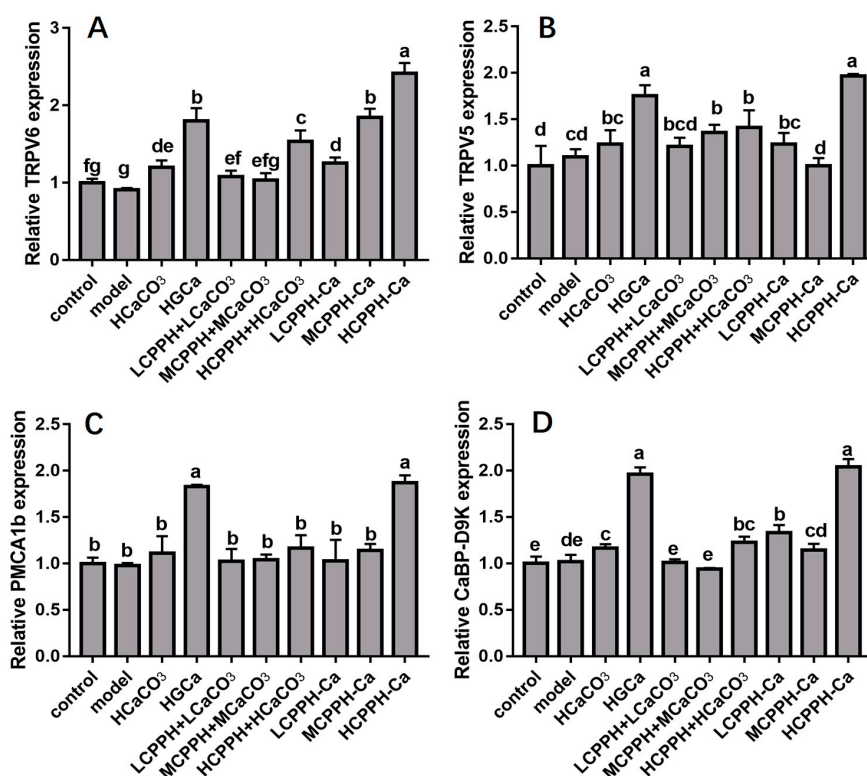 A
Relative TRPV6 expression
3
2
1
0
fg
g
de
b
ef
efg
c
d
b
a
control
model
HCaCO3
HGCa
LCPPH+LCaCO3
MCPPH+MCaCO3
HCPPH+HCaCO3
LCPPH-Ca
MCPPH-Ca
HCPPH-Ca
B
Relative TRPV5 expression
2.5
2.0
1.5
1.0
0.5
0.0
d
cd
bc
a
bcd
b
b
bc
d
a
control
model
HCaCO3
HGCa
LCPPH+LCaCO3
MCPPH+MCaCO3
HCPPH+HCaCO3
LCPPH-Ca
MCPPH-Ca
HCPPH-Ca
C
Relative PMCA1b expression
2.5
2.0
1.5
1.0
0.5
0.0
b
b
b
a
b
b
b
b
b
a
control
model
HCaCO3
HGCa
LCPPH+LCaCO3
MCPPH+MCaCO3
HCPPH+HCaCO3
LCPPH-Ca
MCPPH-Ca
HCPPH-Ca
D
Relative CaBP-D9K expression
2.5
2.0
1.5
1.0
0.5
0.0
e
de
c
a
e
e
bc
b
cd
a
control
model
HCaCO3
HGCa
LCPPH+LCaCO3
MCPPH+MCaCO3
HCPPH+HCaCO3
LCPPH-Ca
MCPPH-Ca
HCPPH-Ca